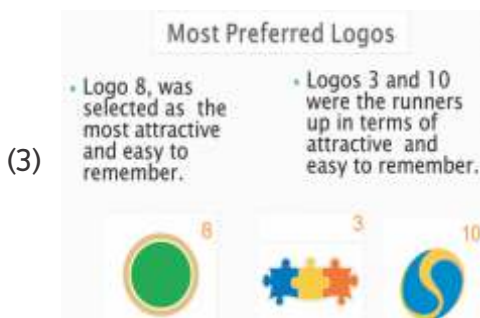 Most Preferred Logos
• Logo 8, was
selected as the
most attractive
and easy to
remember.
• Logos 3 and 10
were the runners
up in terms of
attractive and
easy to remember.
(3)
8
3
10